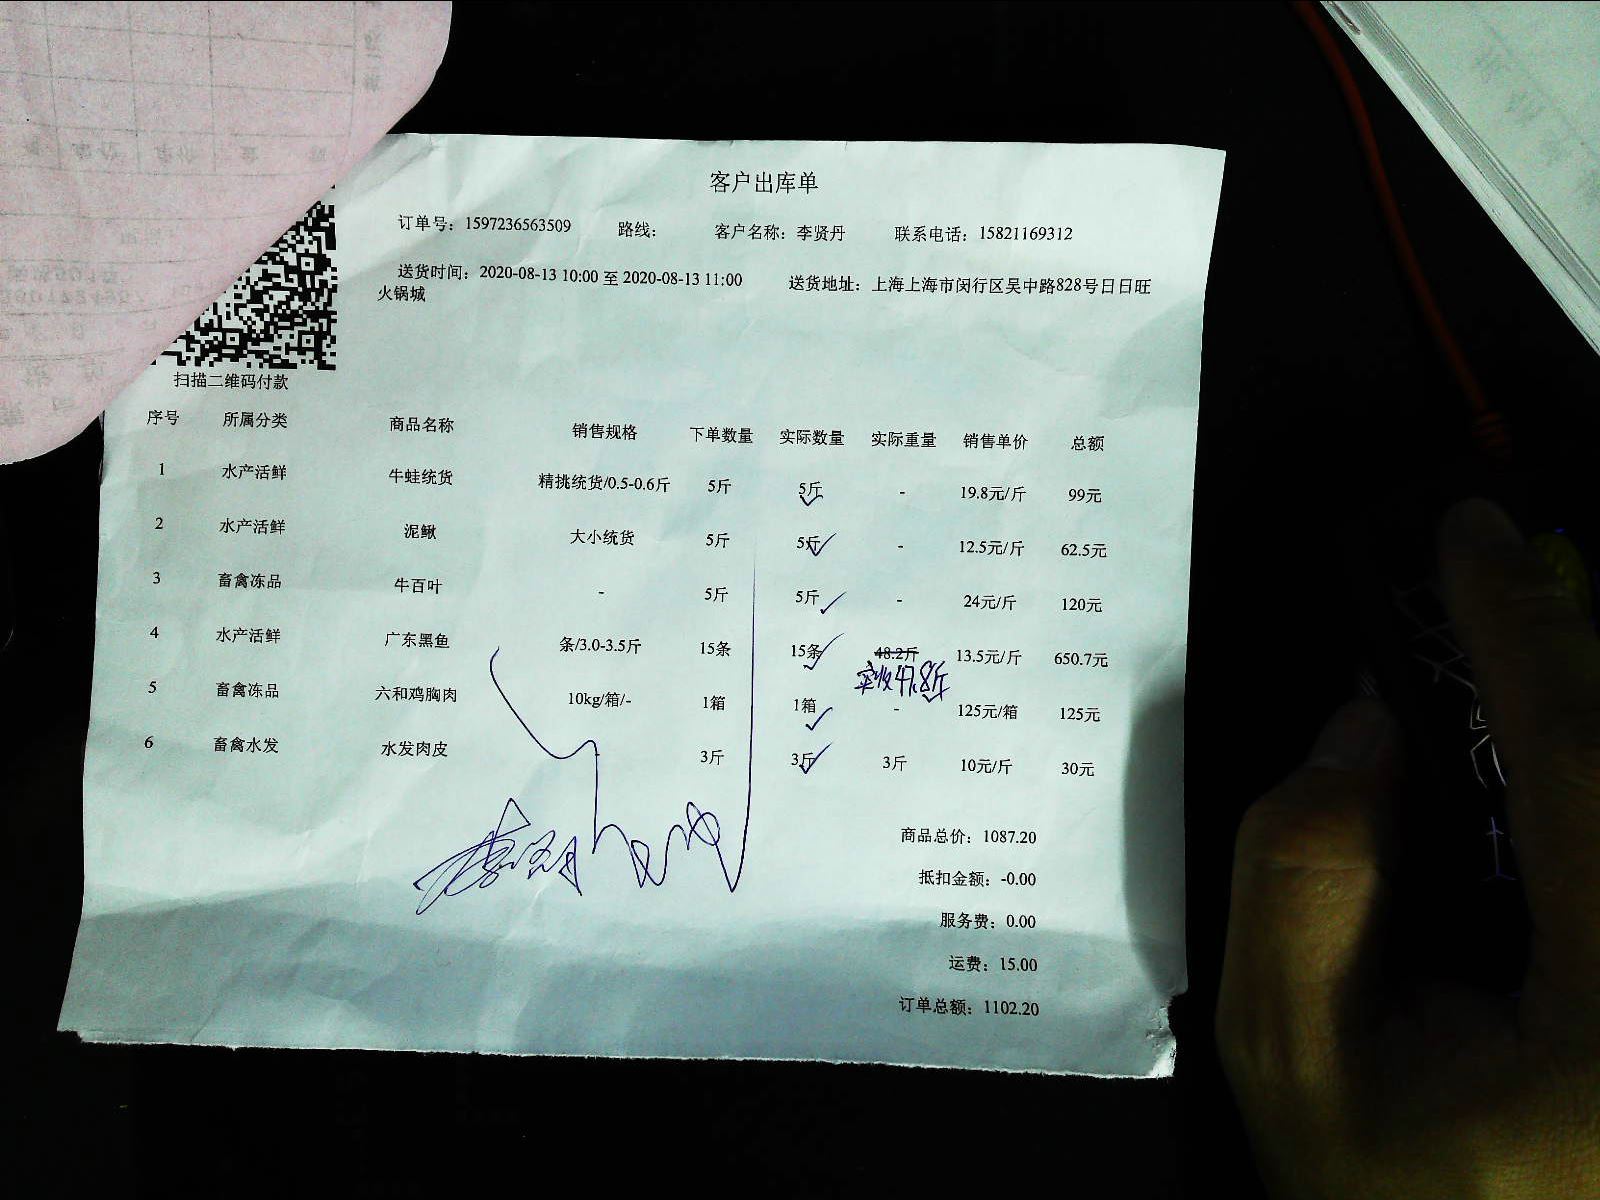 客户出库单
订单号：1597236563509 路线： 客户名称：李贤丹 联系电话：15821169312
送货时间：2020-08-13 10:00 至 2020-08-13 11:00 送货地址：上海上海市闵行区吴中路828号日日旺
火锅城
扫描二维码付款
序号 所属分类 商品名称 销售规格 下单数量 实际数量 实际重量 销售单价 总额
1 水产活鲜 牛蛙统货 精挑统货/0.5-0.6斤 5斤 5斤 - 19.8元/斤 99元
2 水产活鲜 泥鳅 大小统货 5斤 5斤 - 12.5元/斤 62.5元
3 畜禽冻品 牛百叶 - 5斤 5斤 - 24元/斤 120元
4 水产活鲜 广东黑鱼 条/3.0-3.5斤 15条 15条 48.2斤 13.5元/斤 650.7元
实收47.8斤
5 畜禽冻品 六和鸡胸肉 10kg/箱/- 1箱 1箱 - 125元/箱 125元
6 畜禽水发 水发肉皮 3斤 3斤 3斤 10元/斤 30元
商品总价：1087.20
抵扣金额：-0.00
服务费：0.00
运费：15.00
订单总额：1102.20